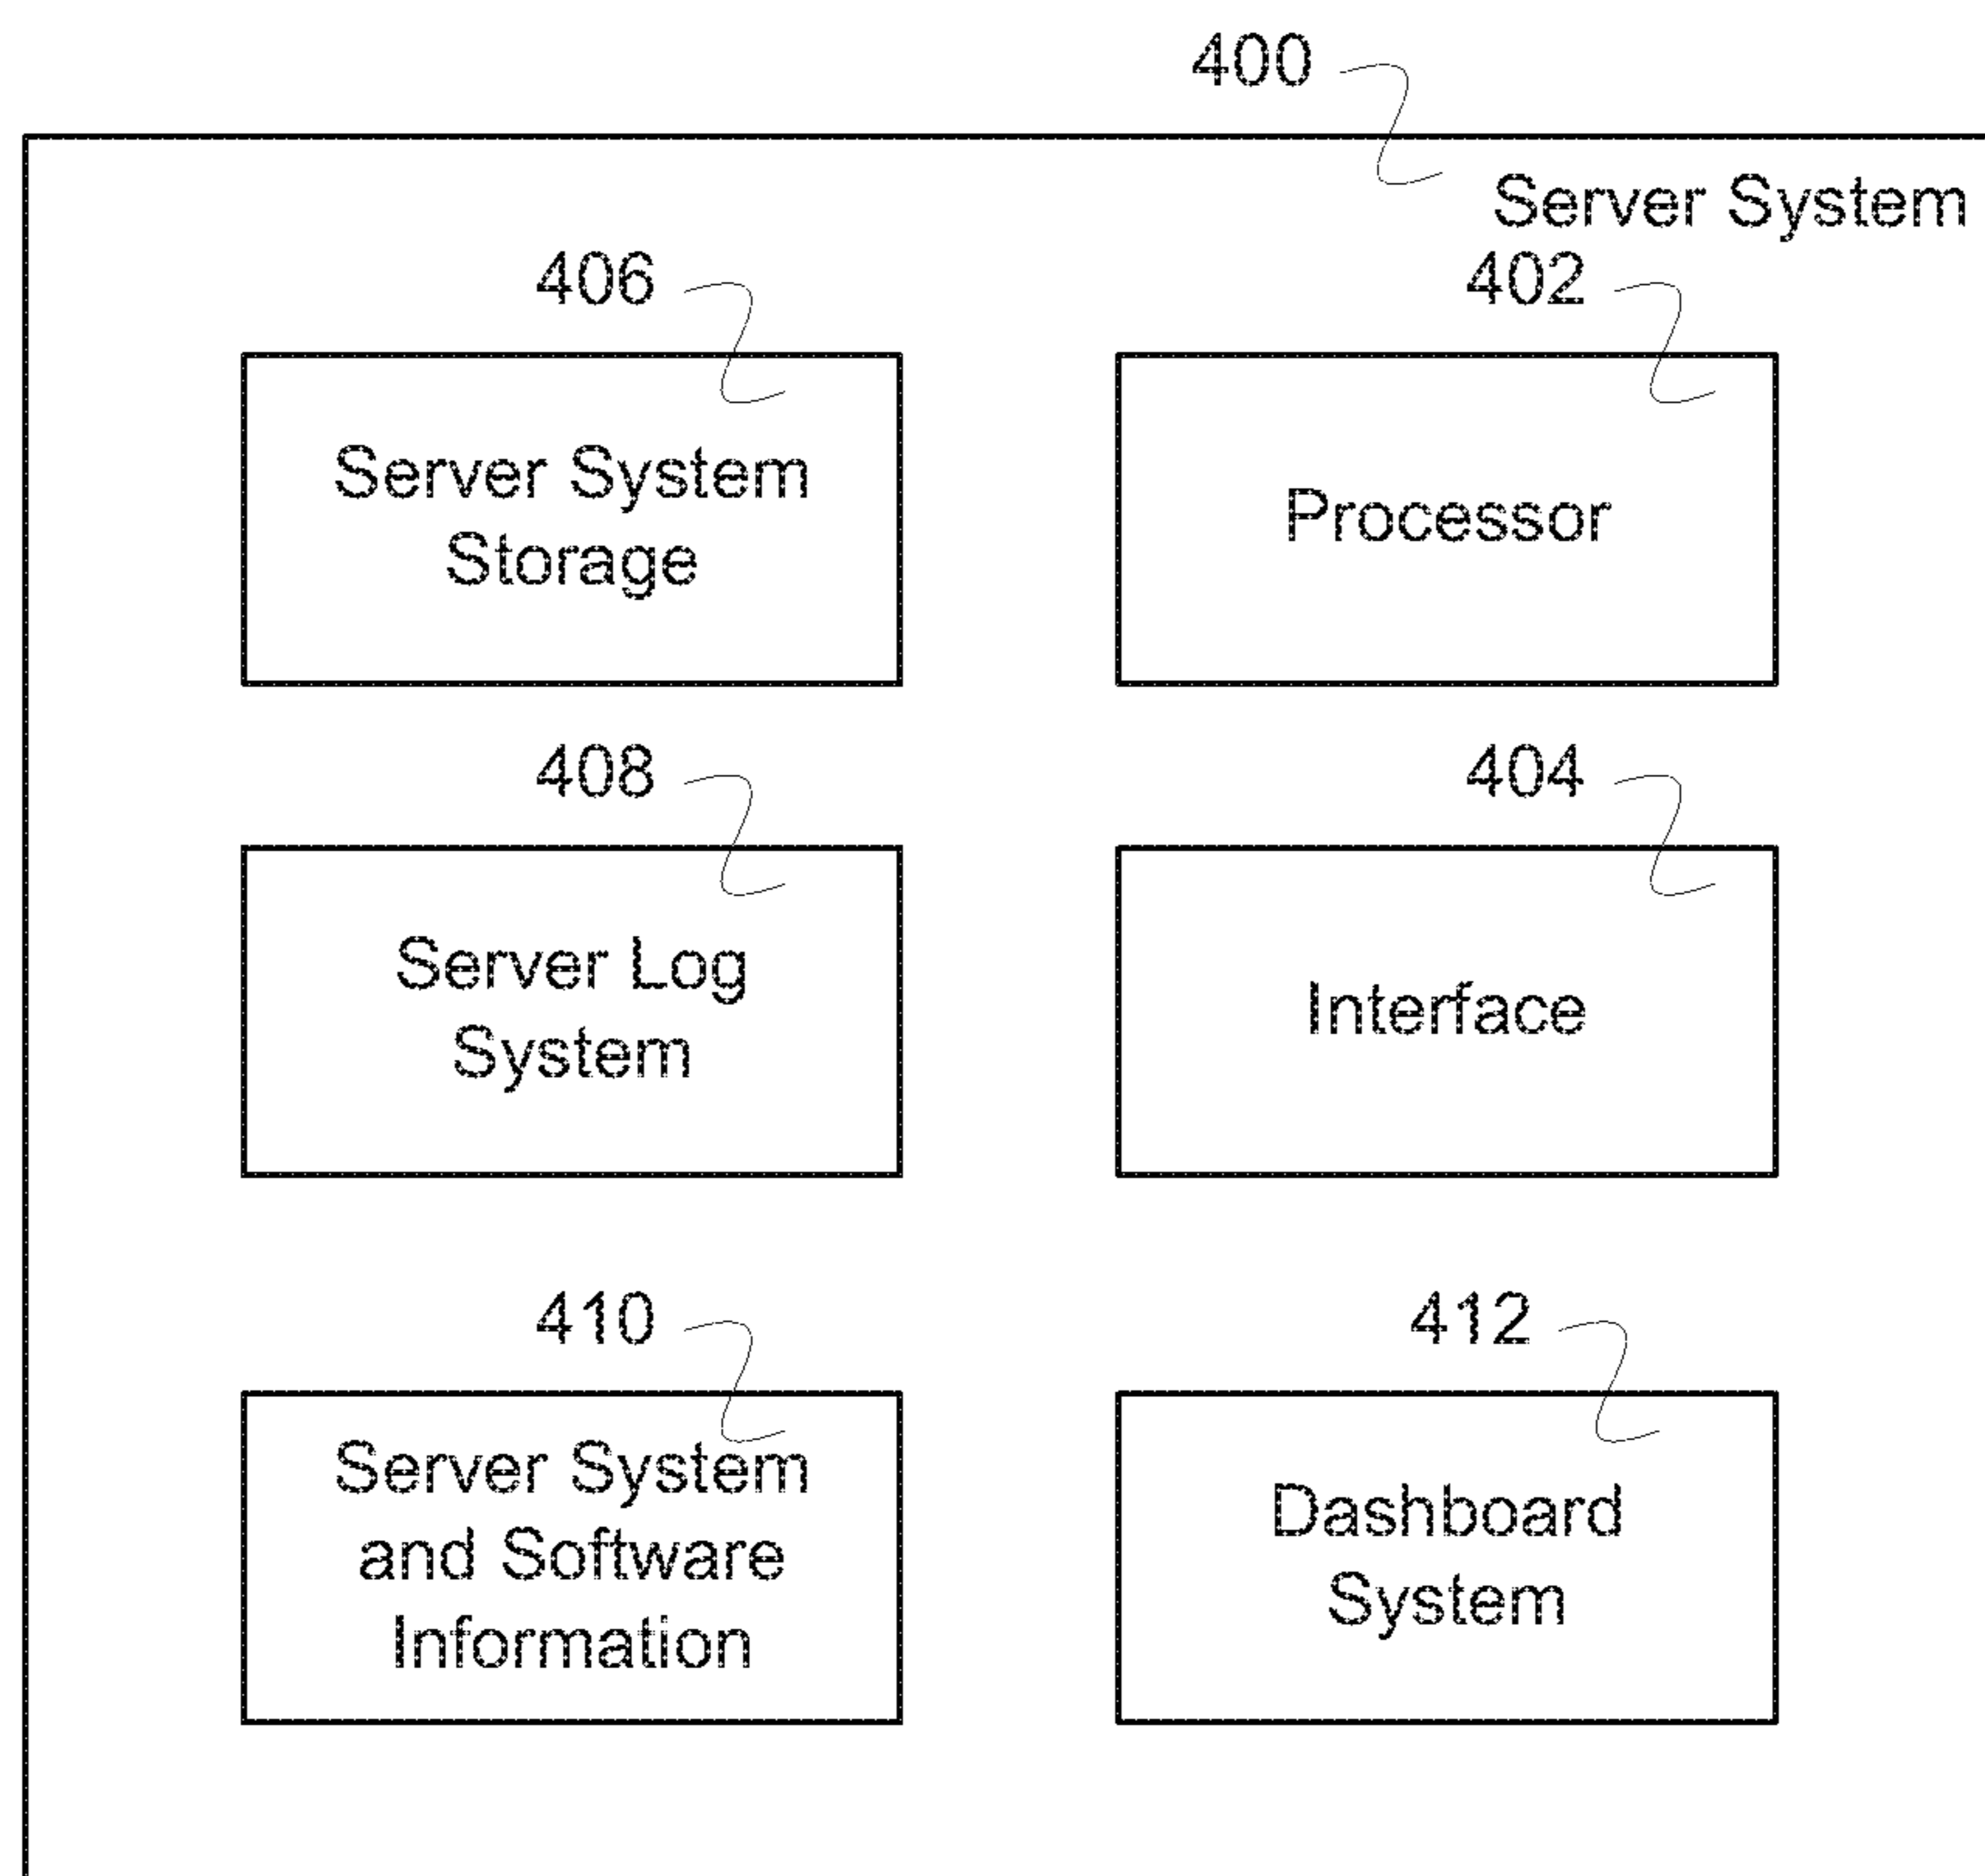 400
Server System
406
402
Server System
Storage
Processor
408
404
Server Log
System
Interface
410
412
Server System
and Software
Information
Dashboard
System